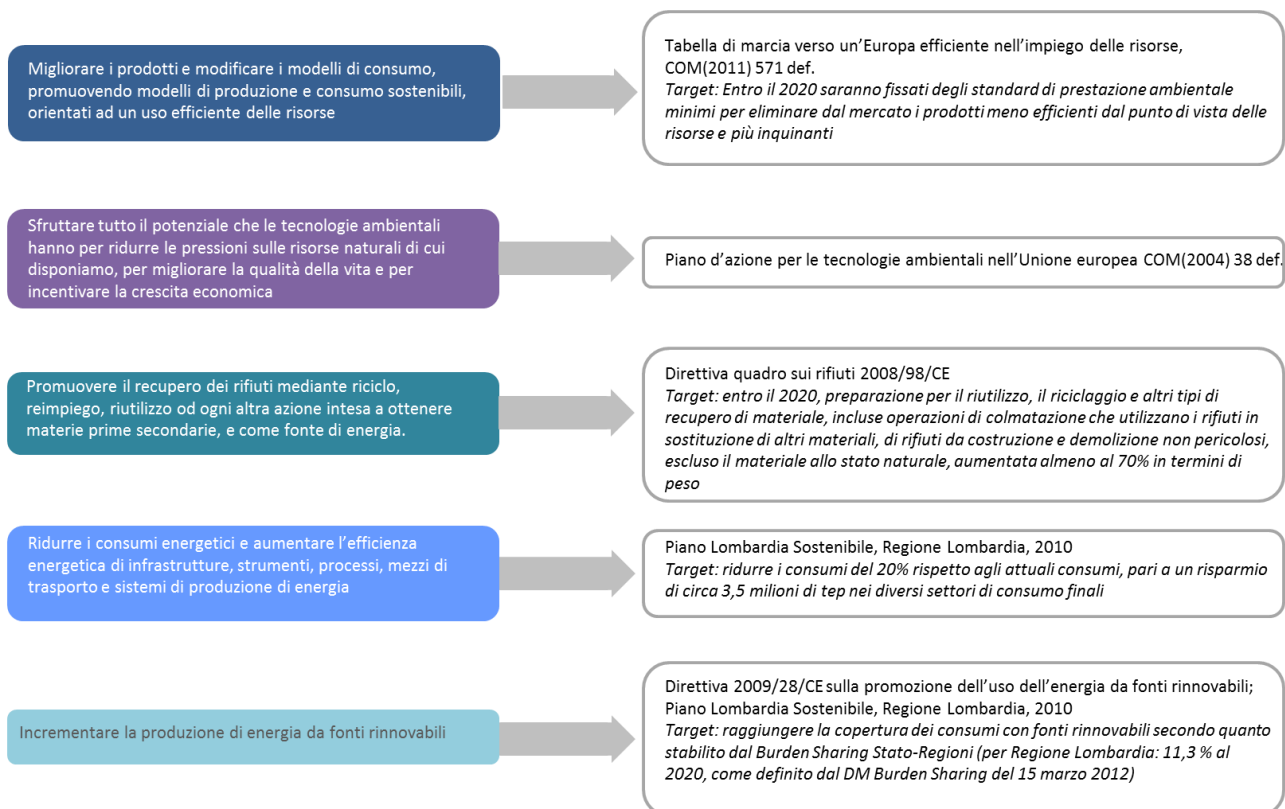 Migliorare i prodotti e modificare i modelli di consumo,
promuovendo modelli di produzione e consumo sostenibili,
orientati ad un uso efficiente delle risorse
Tabella di marcia verso un’Europa efficiente nell’impiego delle risorse,
COM(2011) 571 def.
Target: Entro il 2020 saranno fissati degli standard di prestazione ambientale
minimi per eliminare dal mercato i prodotti meno efficienti dal punto di vista delle
risorse e più inquinanti
Sfruttare tutto il potenziale che le tecnologie ambientali
hanno per ridurre le pressioni sulle risorse naturali di cui
disponiamo, per migliorare la qualità della vita e per
incentivare la crescita economica
Piano d’azione per le tecnologie ambientali nell’Unione europea COM(2004) 38 def.
Promuovere il recupero dei rifiuti mediante riciclo,
reimpiego, riutilizzo od ogni altra azione intesa a ottenere
materie prime secondarie, e come fonte di energia.
Direttiva quadro sui rifiuti 2008/98/CE
Target: entro il 2020, preparazione per il riutilizzo, il riciclaggio e altri tipi di
recupero di materiale, incluse operazioni di colmatazione che utilizzano i rifiuti in
sostituzione di altri materiali, di rifiuti da costruzione e demolizione non pericolosi,
escluso il materiale allo stato naturale, aumentata almeno al 70% in termini di
peso
Ridurre i consumi energetici e aumentare l’efficienza
energetica di infrastrutture, strumenti, processi, mezzi di
trasporto e sistemi di produzione di energia
Piano Lombardia Sostenibile, Regione Lombardia, 2010
Target: ridurre i consumi del 20% rispetto agli attuali consumi, pari a un risparmio
di circa 3,5 milioni di tep nei diversi settori di consumo finali
Incrementare la produzione di energia da fonti rinnovabili
Direttiva 2009/28/CE sulla promozione dell’uso dell’energia da fonti rinnovabili;
Piano Lombardia Sostenibile, Regione Lombardia, 2010
Target: raggiungere la copertura dei consumi con fonti rinnovabili secondo quanto
stabilito dal Burden Sharing Stato-Regioni (per Regione Lombardia: 11,3 % al
2020, come definito dal DM Burden Sharing del 15 marzo 2012)